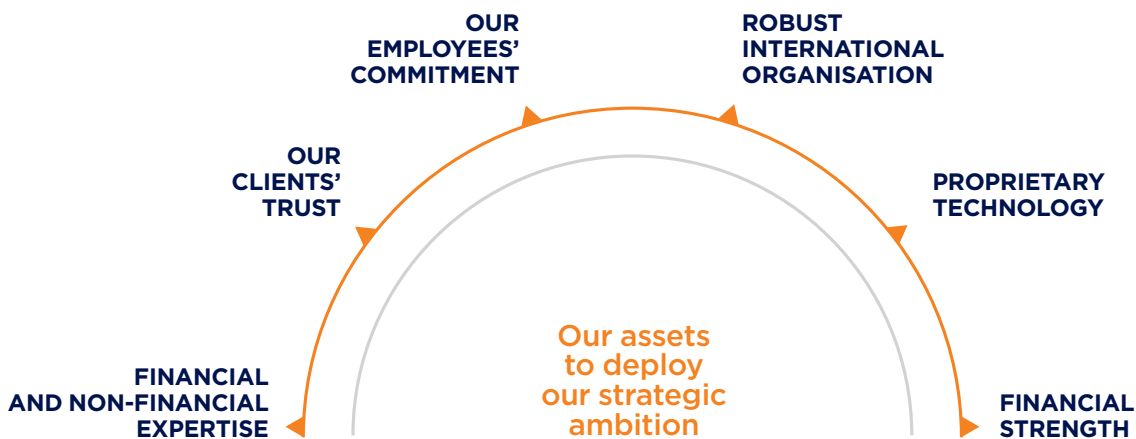 OUR
EMPLOYEES’
COMMITMENT
ROBUST
INTERNATIONAL
ORGANISATION
OUR
CLIENTS’
TRUST
PROPRIETARY
TECHNOLOGY
FINANCIAL
AND NON-FINANCIAL
EXPERTISE
Our assets
to deploy
our strategic
ambition
FINANCIAL
STRENGTH